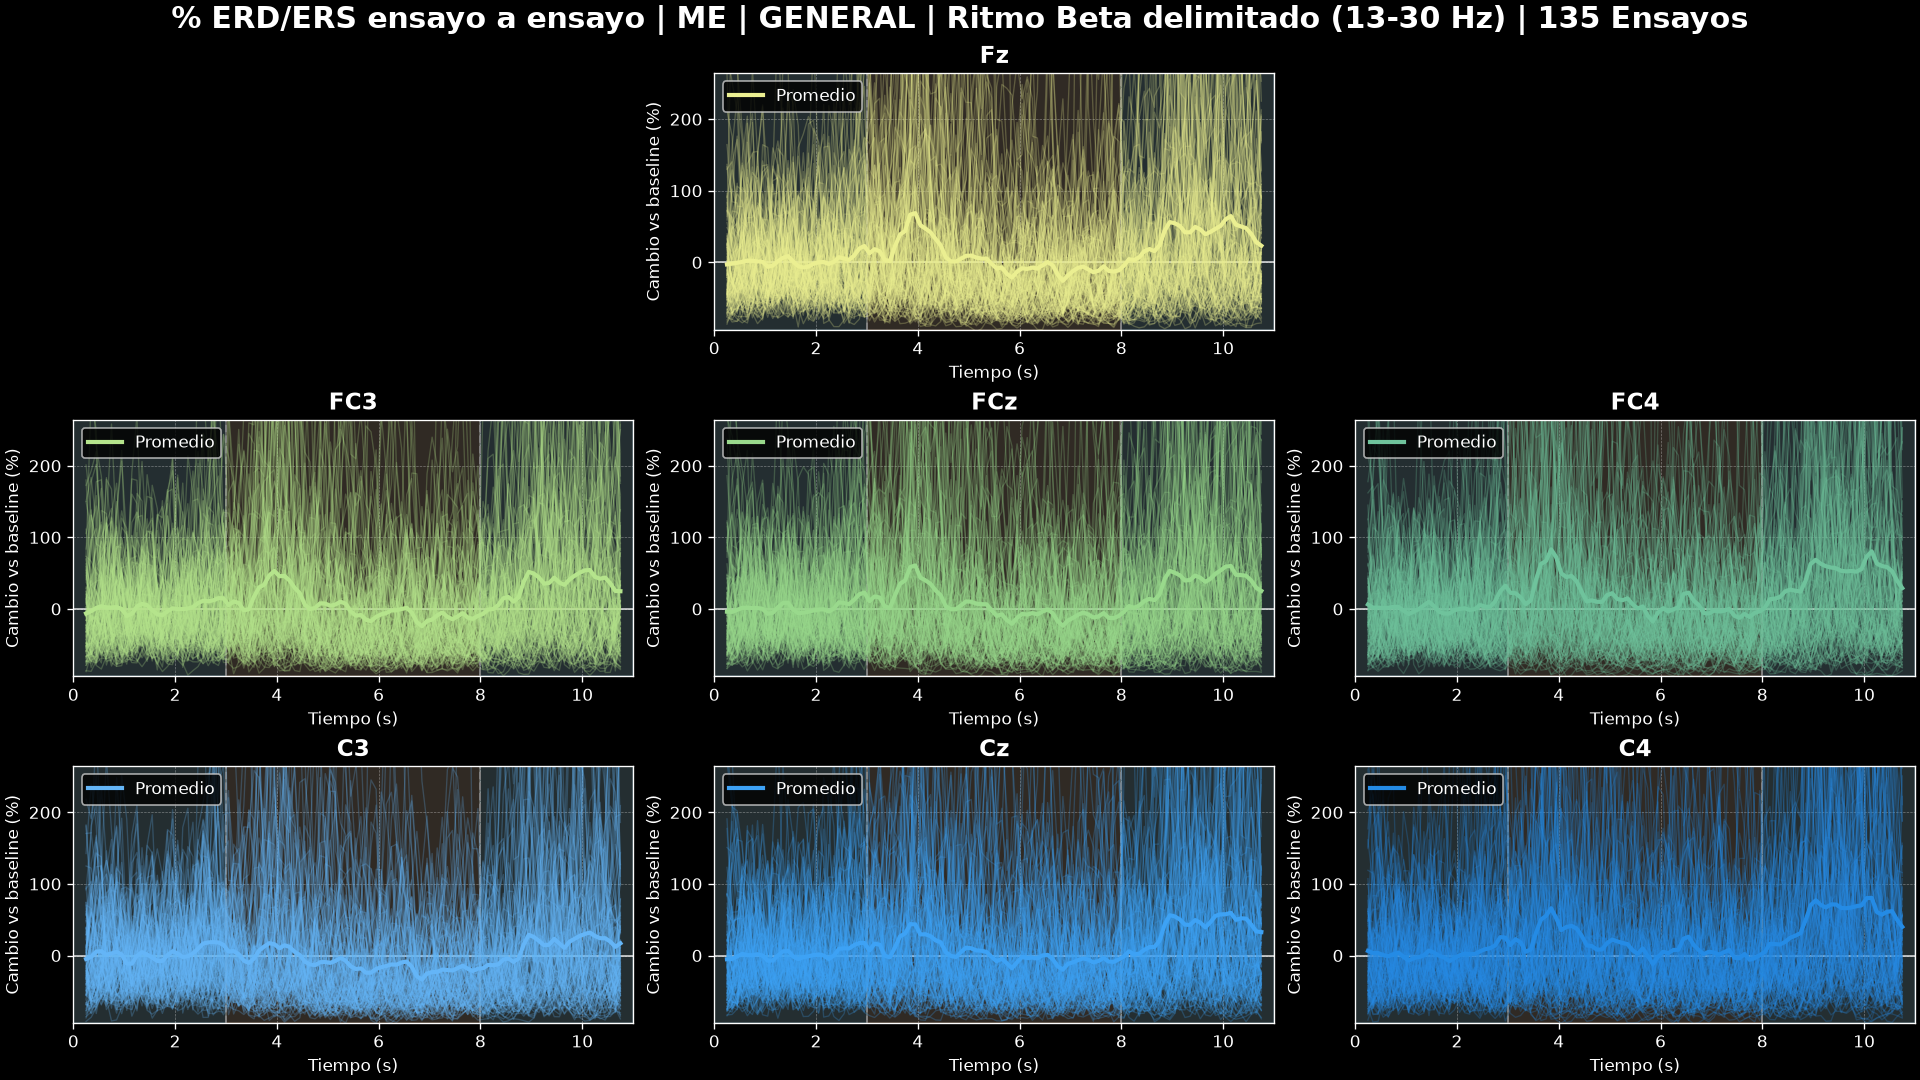 % ERD/ERS ensayo a ensayo | ME | GENERAL | Ritmo Beta delimitado (13-30 Hz) | 135 Ensayos
Fz
Promedio
Cambio vs baseline (%)
200
100
0
0 2 4 6 8 10
Tiempo (s)
FC3
Promedio
Cambio vs baseline (%)
200
100
0
0 2 4 6 8 10
Tiempo (s)
FCz
Promedio
Cambio vs baseline (%)
200
100
0
0 2 4 6 8 10
Tiempo (s)
FC4
Promedio
Cambio vs baseline (%)
200
100
0
0 2 4 6 8 10
Tiempo (s)
C3
Promedio
Cambio vs baseline (%)
200
100
0
0 2 4 6 8 10
Tiempo (s)
Cz
Promedio
Cambio vs baseline (%)
200
100
0
0 2 4 6 8 10
Tiempo (s)
C4
Promedio
Cambio vs baseline (%)
200
100
0
0 2 4 6 8 10
Tiempo (s)